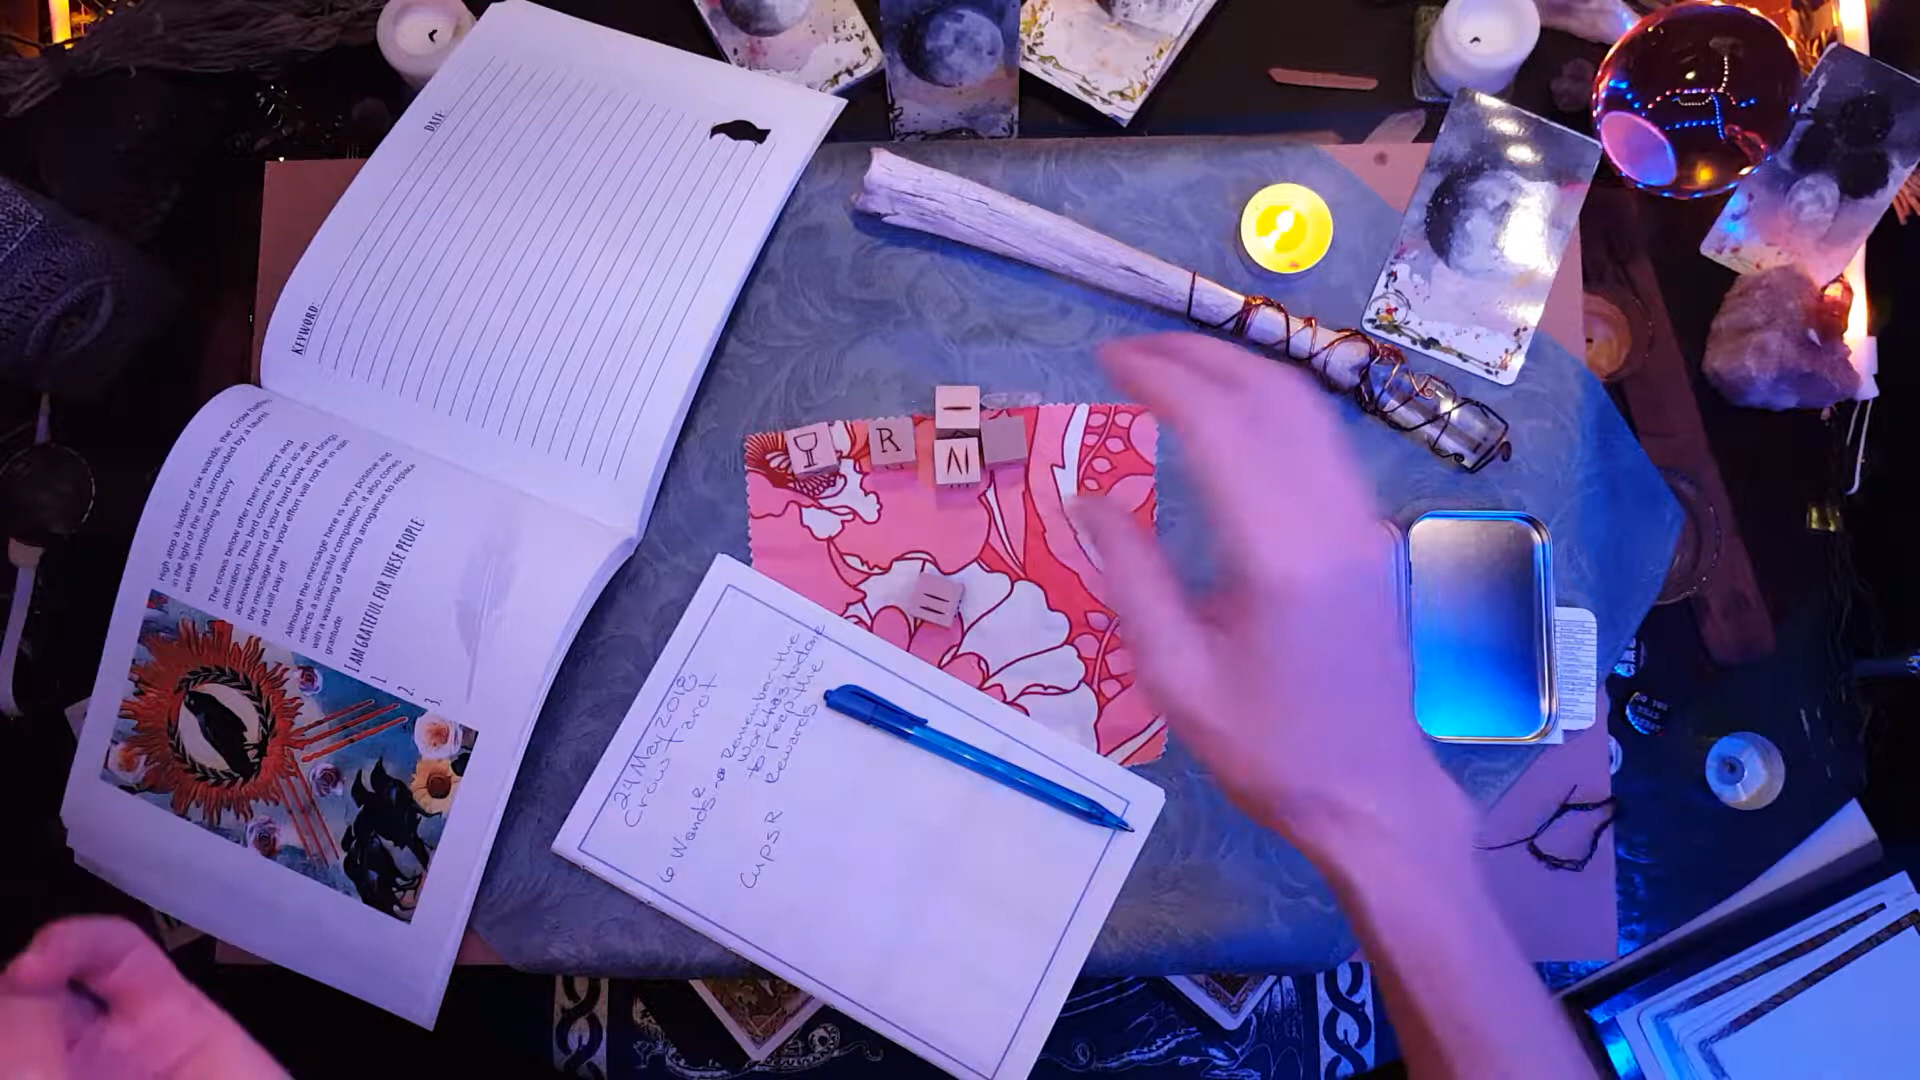 DATE:
KEYWORD:
High atop a ladder of six wands, the Crow bathes
in the light of the sun surrounded by a laurel
wreath symbolizing victory
The crows below offer their respect and
admiration. This bird comes to you as an
acknowledgment of your hard work and brings
the message that your effort will not be in vain
and will pay off.
Although the message here is very positive and
reflects a successful completion, it also comes
with a warning of allowing arrogance to replace
gratitude
I AM GRATEFUL FOR THESE PEOPLE:
1.
2.
3.
R
24 May 2018
Crow Tarot
6 Wands Remember the
work has to done
to reep the
Rewards
Cups R